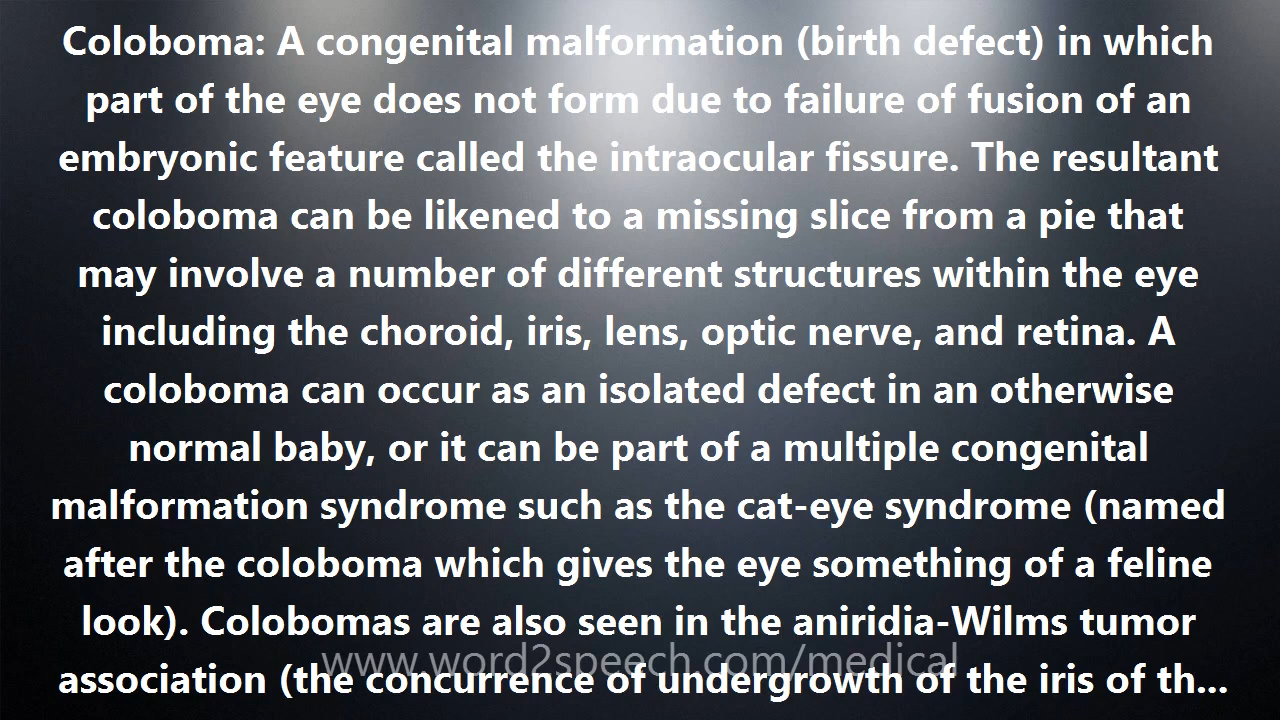 Coloboma: A congenital malformation (birth defect) in which
part of the eye does not form due to failure of fusion of an
embryonic feature called the intraocular fissure. The resultant
coloboma can be likened to a missing slice from a pie that
may involve a number of different structures within the eye
including the choroid, iris, lens, optic nerve, and retina. A
coloboma can occur as an isolated defect in an otherwise
normal baby, or it can be part of a multiple congenital
malformation syndrome such as the cat-eye syndrome (named
after the coloboma which gives the eye something of a feline
look). Colobomas are also seen in the aniridia-Wilms tumor
www.word2speech.com/medical
association (the concurrence of undergrowth of the iris of th...